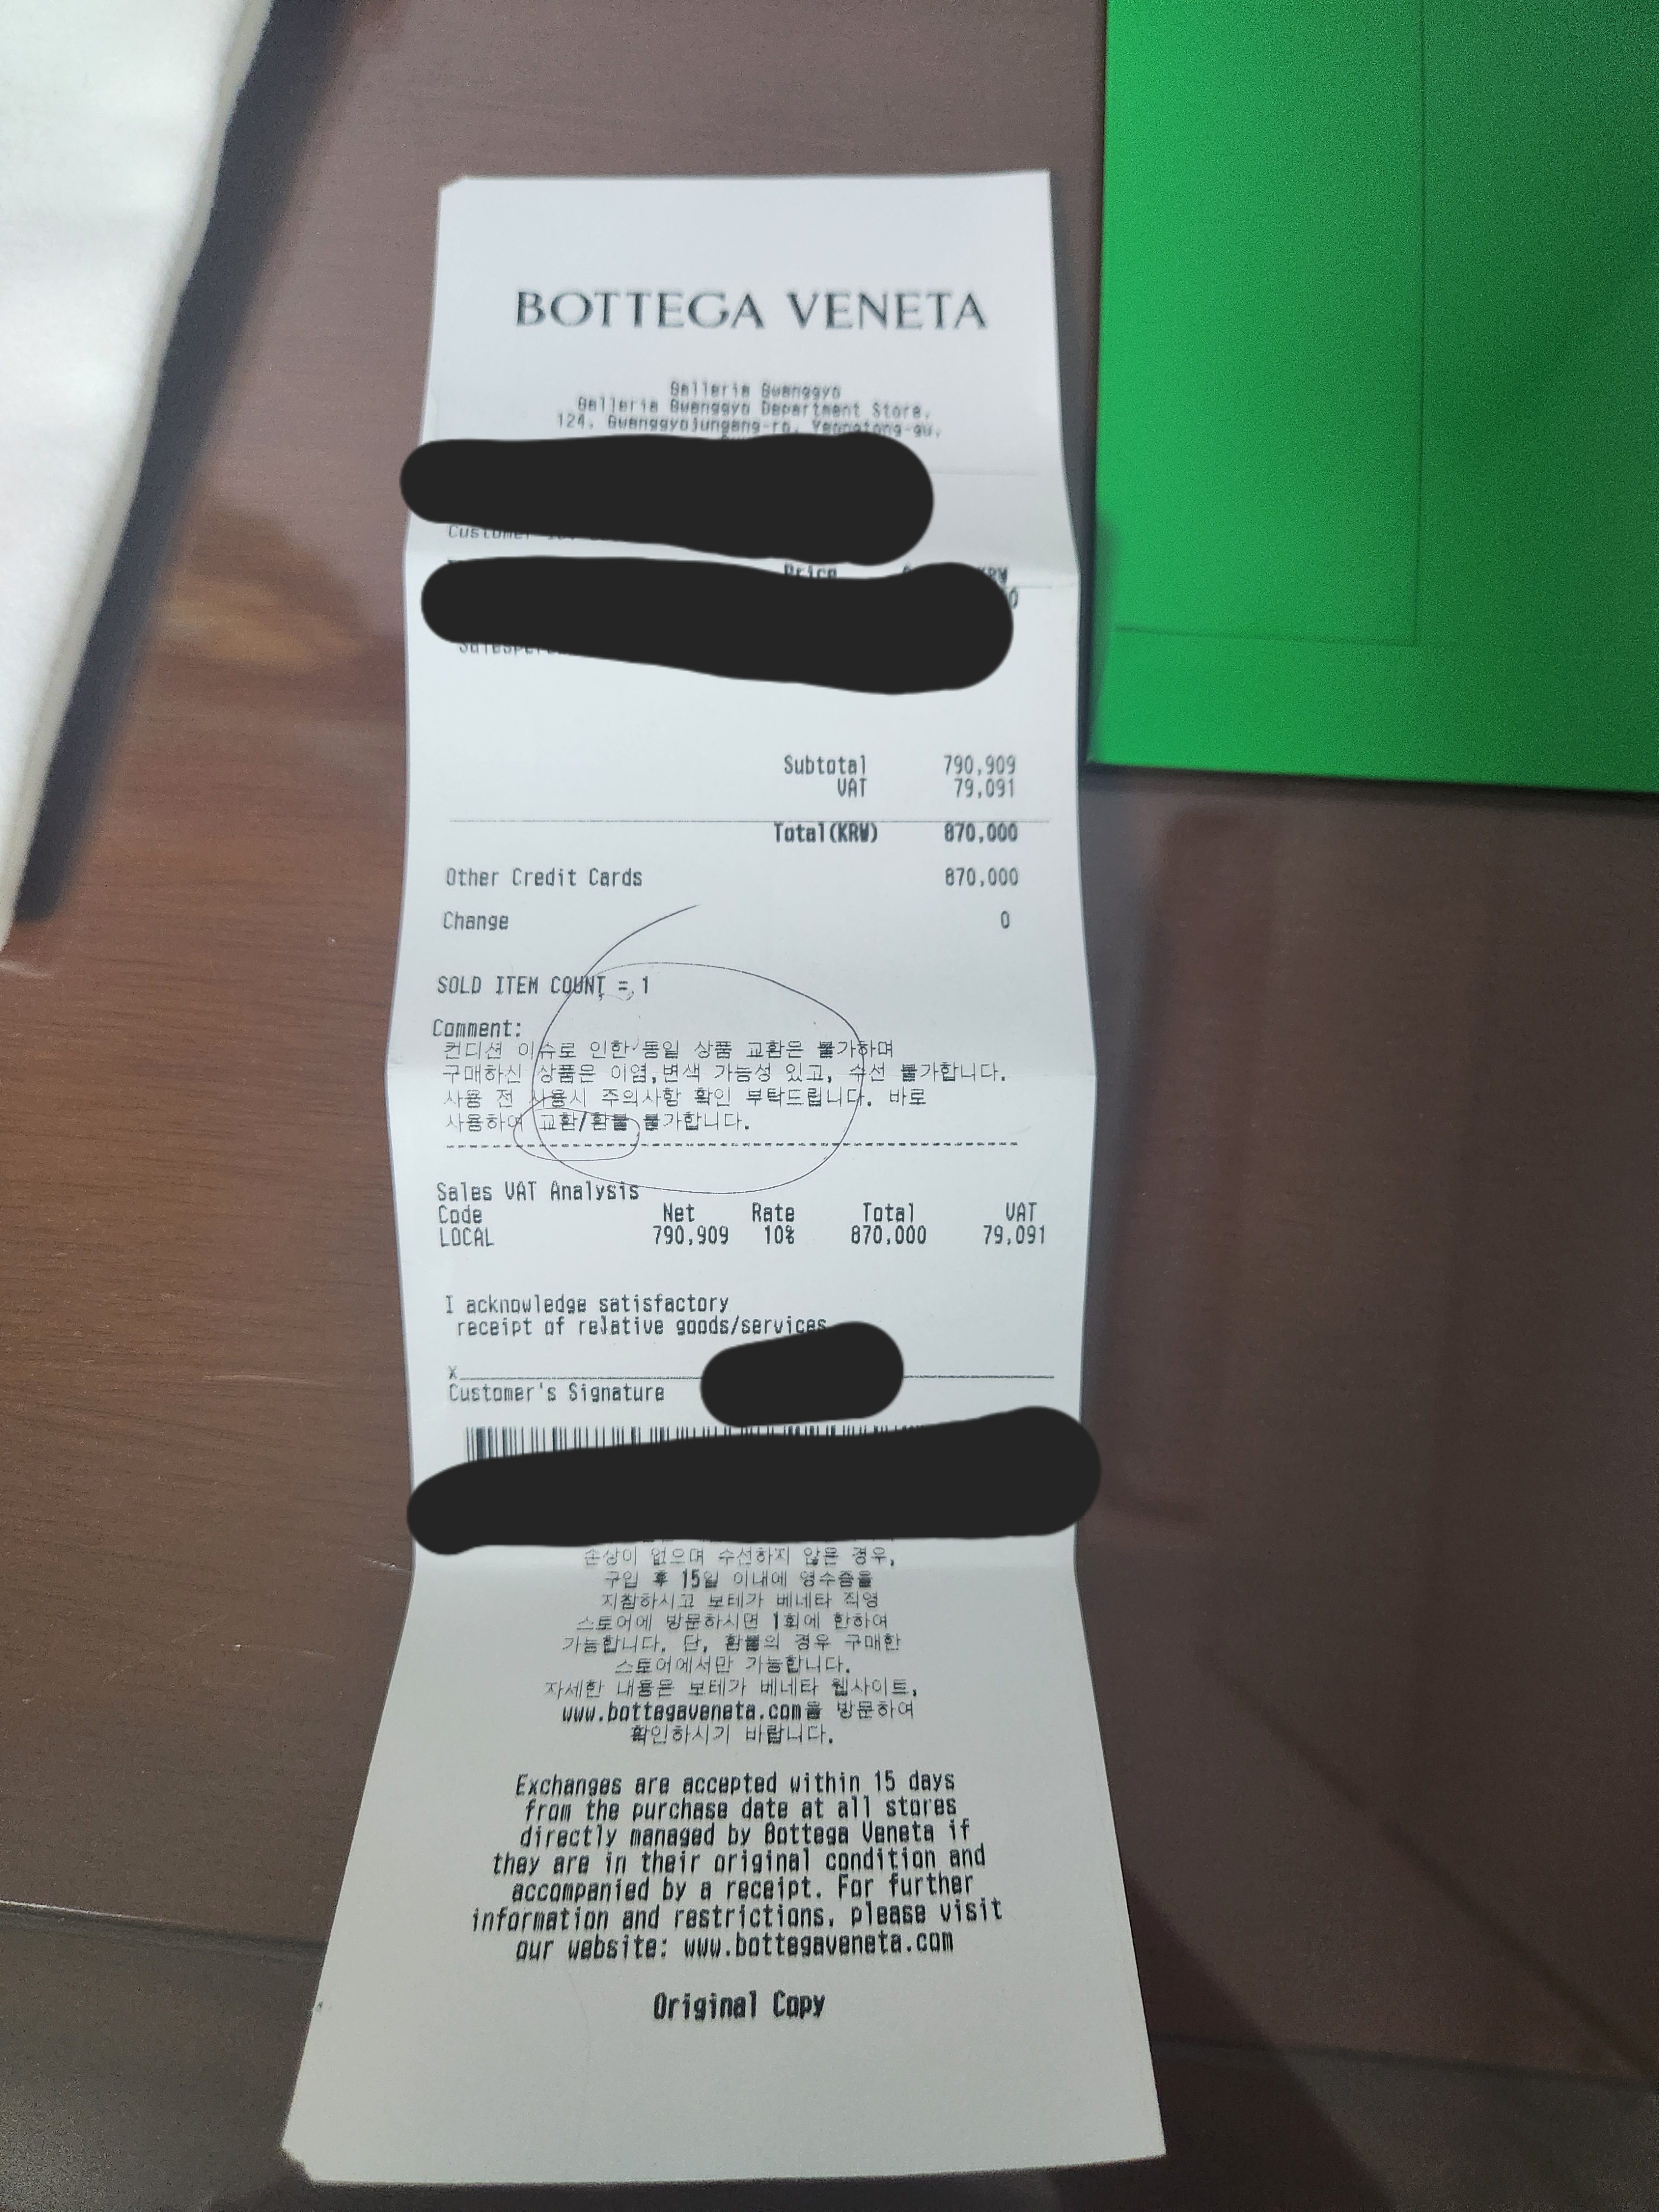 BOTTEGA VENETA
Galleria Gwanggyo
Galleria Gwanggyo Department Store,
124, Gwanggyojungang-ro, Yeongtong-gu,
Customer
Price
Subtotal 790,909
VAT 79,091
Total(KRW) 870,000
Other Credit Cards 870,000
Change 0
SOLD ITEM COUNT = 1
Comment:
컨디션 이슈로 인한 동일 상품 교환은 불가하며
구매하신 상품은 이염,변색 가능성 있고, 수선 불가합니다.
사용 전 사용시 주의사항 확인 부탁드립니다. 바로
사용하여 교환/환불 불가합니다.
Sales VAT Analysis
Code Net Rate Total VAT
LOCAL 790,909 10% 870,000 79,091
I acknowledge satisfactory
receipt of relative goods/services
X
Customer's Signature
손상이 없으며 수선하지 않은 경우,
구입 후 15일 이내에 영수증을
지참하시고 보테가 베네타 직영
스토어에 방문하시면 1회에 한하여
가능합니다. 단, 환불의 경우 구매한
스토어에서만 가능합니다.
자세한 내용은 보테가 베네타 웹사이트,
www.bottegaveneta.com을 방문하여
확인하시기 바랍니다.
Exchanges are accepted within 15 days
from the purchase date at all stores
directly managed by Bottega Veneta if
they are in their original condition and
accompanied by a receipt. For further
information and restrictions, please visit
our website: www.bottegaveneta.com
Original Copy